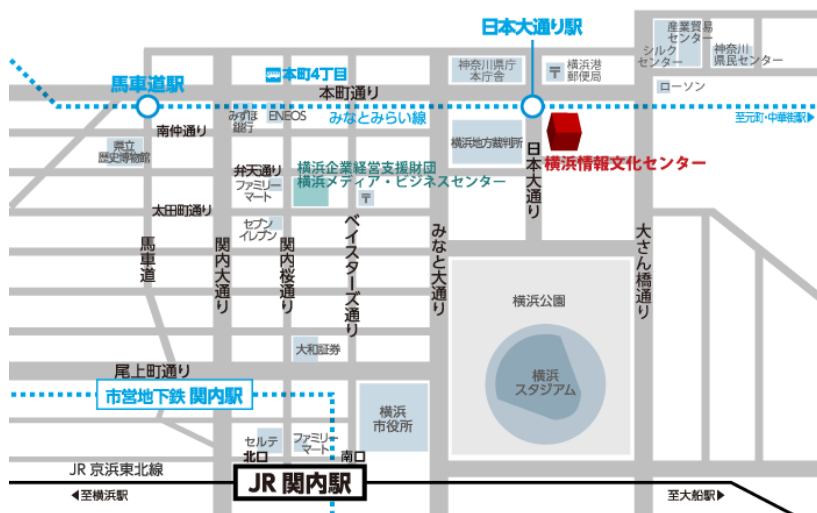 日本大通り駅
産業貿易
センター
シルク
センター
神奈川
県民センター
神奈川県庁
本庁舎
〒
横浜港
郵便局
ローソン
本町4丁目
馬車道駅
本町通り
みなとみらい線
至元町・中華街駅▶
みずほ
銀行
ENEOS
南仲通り
県立
歴史博物館
横浜地方裁判所
日本大通り
横浜情報文化センター
弁天通り
ファミリー
マート
横浜企業経営支援財団
横浜メディア・ビジネスセンター
〒
太田町通り
セブン
イレブン
馬車道
関内大通り
関内桜通り
ベイスターズ通り
みなと大通り
大さん橋通り
横浜公園
横浜
スタジアム
大和証券
尾上町通り
市営地下鉄 関内駅
横浜
市役所
セルテ
ファミリー
マート
北口
南口
JR 京浜東北線
JR 関内駅
◀至横浜駅
至大船駅▶